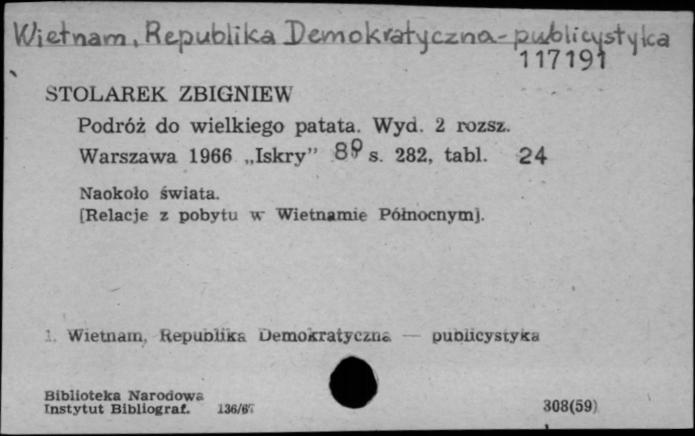 Wietnam, Republika Demokratyczna - publicystyka
117191
STOLAREK ZBIGNIEW
Podróż do wielkiego patata. Wyd. 2 rozsz.
Warszawa 1966 „Iskry” 8º s. 282, tabl. 24
Naokoło świata.
[Relacje z pobytu w Wietnamie Północnym].
1. Wietnam, Republika Demokratyczna — publicystyka
Biblioteka Narodowa
Instytut Bibliograf. 136/67
308(59)